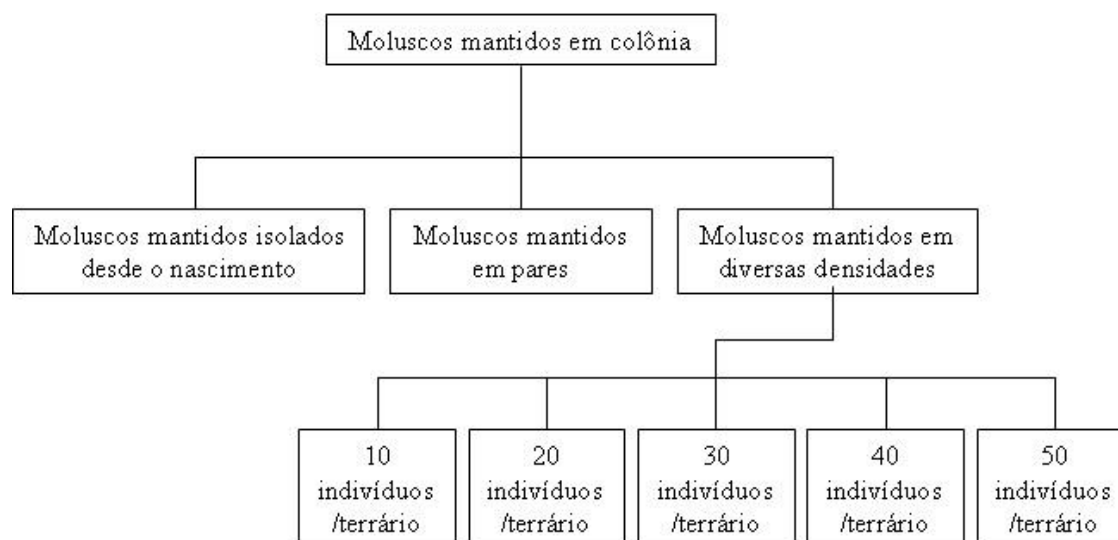 Moluscos mantidos em colônia
Moluscos mantidos isolados
desde o nascimento
Moluscos mantidos
em pares
Moluscos mantidos em
diversas densidades
10
indivíduos
/terrário
20
indivíduos
/terrário
30
indivíduos
/terrário
40
indivíduos
/terrário
50
indivíduos
/terrário